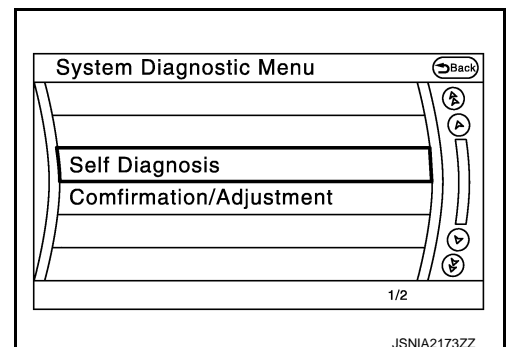 System Diagnostic Menu
Back
Self Diagnosis
Comfirmation/Adjustment
1/2
JSNIA2173ZZ